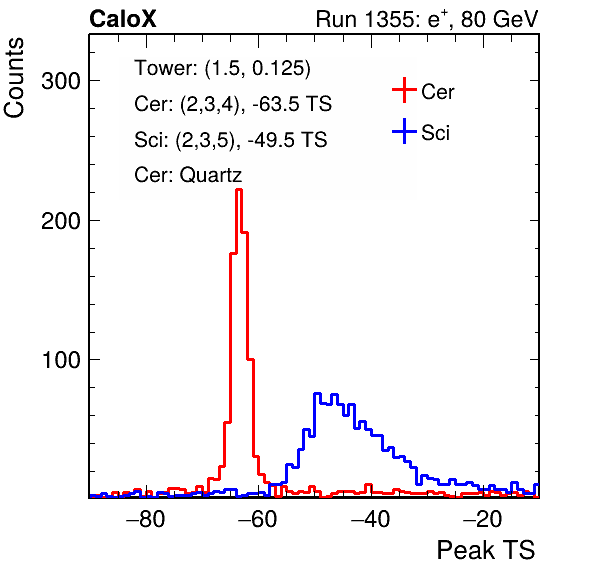 CaloX Run 1355: e⁺, 80 GeV
Counts
Tower: (1.5, 0.125)
Cer: (2,3,4), -63.5 TS
Sci: (2,3,5), -49.5 TS
Cer: Quartz
Cer
Sci
300
200
100
−80 −60 −40 −20
Peak TS